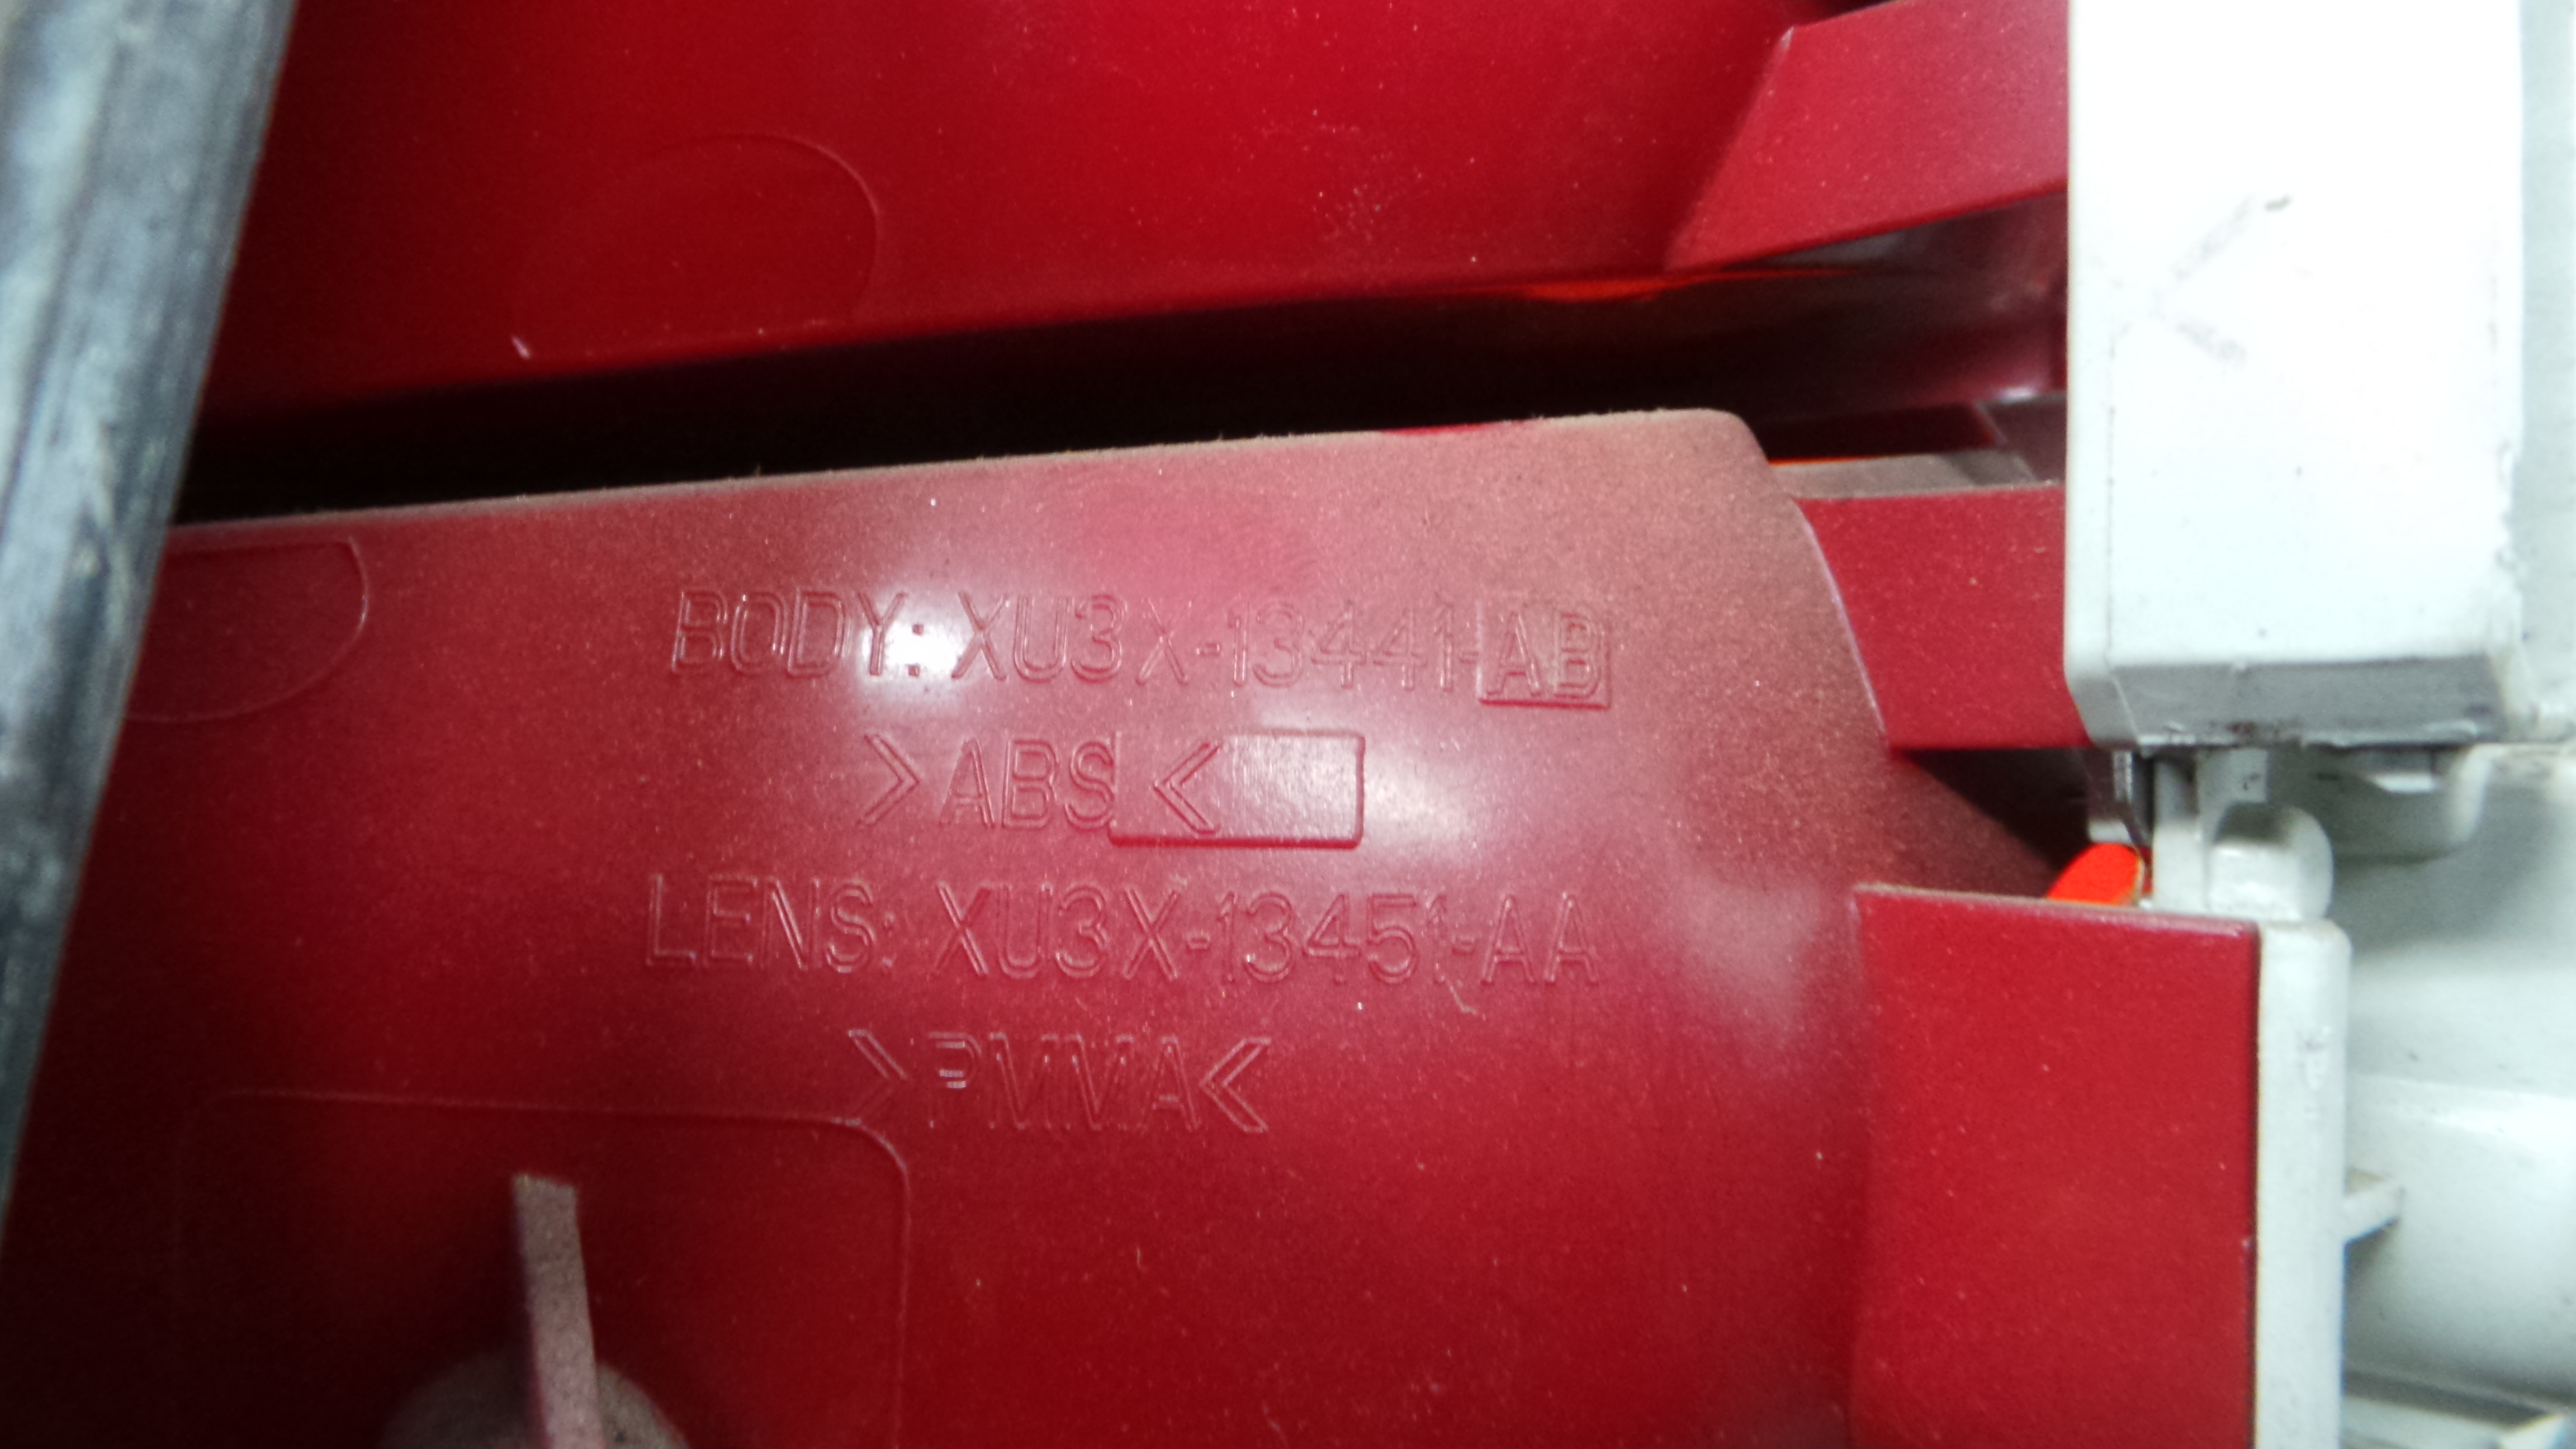 BODY: XU3X-13441-AB
>ABS<
LENS: XU3X-13451-AA
>PMMA<